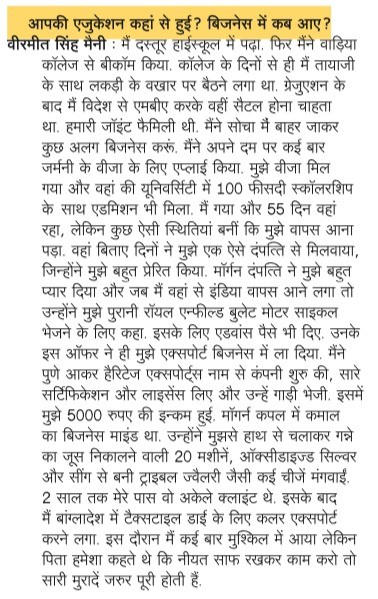 आपकी एजुकेशन कहां से हुई? बिजनेस में कब आए?
वीरमीत सिंह मैनी : मैं दस्तूर हाईस्कूल में पढ़ा. फिर मैंने वाड़िया
कॉलेज से बीकॉम किया. कॉलेज के दिनों से ही मैं तायाजी
के साथ लकड़ी के वखार पर बैठने लगा था. ग्रेजुएशन के
बाद मैं विदेश से एमबीए करके वहीं सैटल होना चाहता
था. हमारी जॉइंट फैमिली थी. मैंने सोचा मैं बाहर जाकर
कुछ अलग बिजनेस करूं. मैंने अपने दम पर कई बार
जर्मनी के वीजा के लिए एप्लाई किया. मुझे वीजा मिल
गया और वहां की यूनिवर्सिटी में 100 फीसदी स्कॉलरशिप
के साथ एडमिशन भी मिला. मैं गया और 55 दिन वहां
रहा, लेकिन कुछ ऐसी स्थितियां बनीं कि मुझे वापस आना
पड़ा. वहां बिताए दिनों ने मुझे एक ऐसे दंपत्ति से मिलवाया,
जिन्होंने मुझे बहुत प्रेरित किया. मॉर्गन दंपत्ति ने मुझे बहुत
प्यार दिया और जब मैं वहां से इंडिया वापस आने लगा तो
उन्होंने मुझे पुरानी रॉयल एन्फील्ड बुलेट मोटर साइकल
भेजने के लिए कहा. इसके लिए एडवांस पैसे भी दिए. उनके
इस ऑफर ने ही मुझे एक्सपोर्ट बिजनेस में ला दिया. मैंने
पुणे आकर हैरिटेज एक्सपोर्ट्स नाम से कंपनी शुरु की, सारे
सर्टिफिकेशन और लाइसेंस लिए और उन्हें गाड़ी भेजी. इसमें
मुझे 5000 रुपए की इन्कम हुई. मॉगर्न कपल में कमाल
का बिजनेस माइंड था. उन्होंने मुझसे हाथ से चलाकर गन्ने
का जूस निकालने वाली 20 मशीनें, ऑक्सीडाइज्ड सिल्वर
और सींग से बनी ट्राइबल ज्वैलरी जैसी कई चीजें मंगवाईं.
2 साल तक मेरे पास वो अकेले क्लाइंट थे. इसके बाद
मैं बांग्लादेश में टैक्सटाइल डाई के लिए कलर एक्सपोर्ट
करने लगा. इस दौरान मैं कई बार मुश्किल में आया लेकिन
पिता हमेशा कहते थे कि नीयत साफ रखकर काम करो तो
सारी मुरादें जरुर पूरी होती हैं.